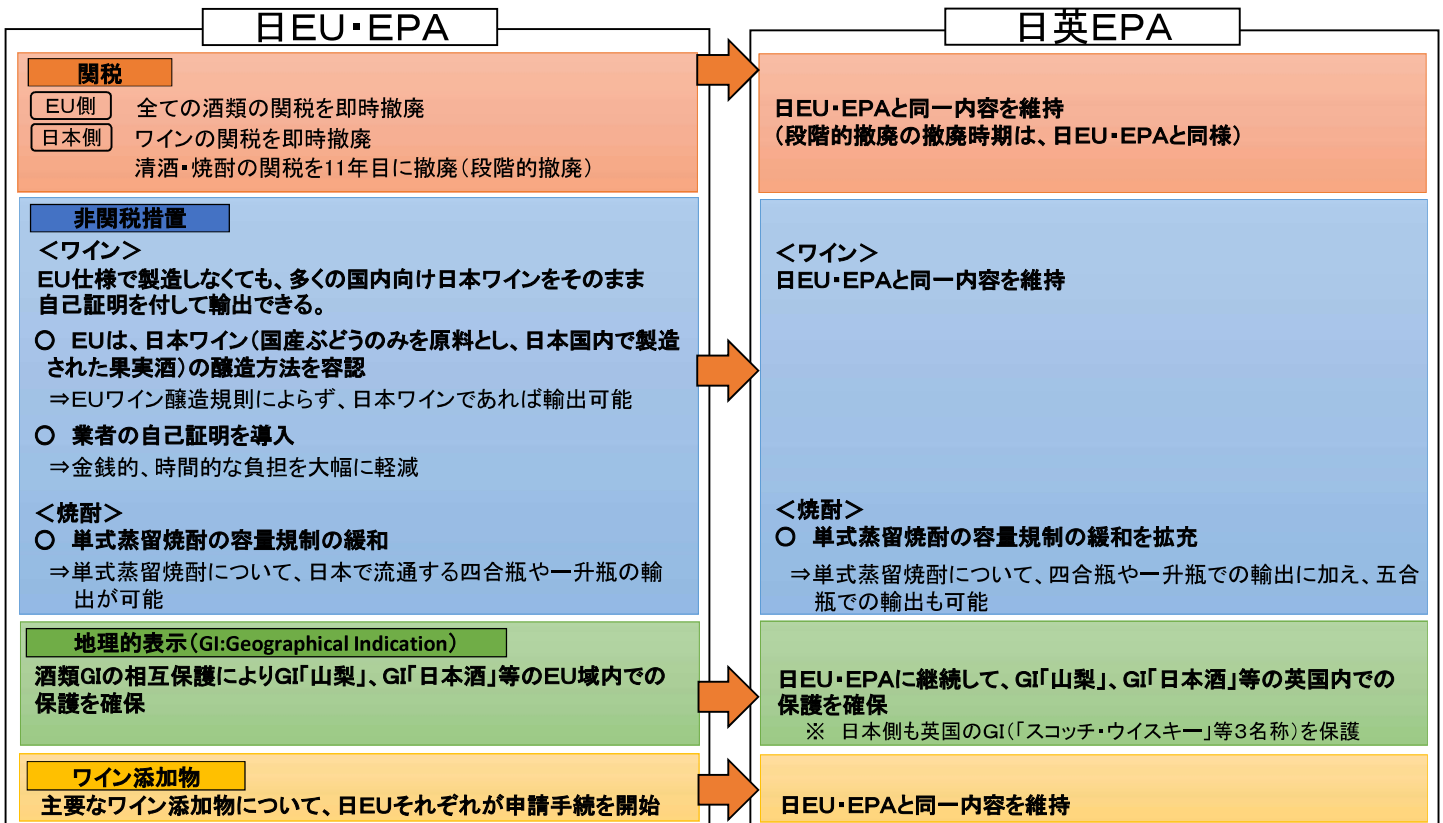 日EU・EPA
関税
EU側 全ての酒類の関税を即時撤廃
日本側 ワインの関税を即時撤廃
清酒・焼酎の関税を11年目に撤廃（段階的撤廃）
非関税措置
＜ワイン＞
EU仕様で製造しなくても、多くの国内向け日本ワインをそのまま
自己証明を付して輸出できる。
○ EUは、日本ワイン（国産ぶどうのみを原料とし、日本国内で製造
された果実酒）の醸造方法を容認
⇒EUワイン醸造規則によらず、日本ワインであれば輸出可能
○ 業者の自己証明を導入
⇒金銭的、時間的な負担を大幅に軽減
＜焼酎＞
○ 単式蒸留焼酎の容量規制の緩和
⇒単式蒸留焼酎について、日本で流通する四合瓶や一升瓶の輸
出が可能
地理的表示（GI:Geographical Indication）
酒類GIの相互保護によりGI「山梨」、GI「日本酒」等のEU域内での
保護を確保
ワイン添加物
主要なワイン添加物について、日EUそれぞれが申請手続を開始
日英EPA
日EU・EPAと同一内容を維持
（段階的撤廃の撤廃時期は、日EU・EPAと同様）
＜ワイン＞
日EU・EPAと同一内容を維持
＜焼酎＞
○ 単式蒸留焼酎の容量規制の緩和を拡充
⇒単式蒸留焼酎について、四合瓶や一升瓶での輸出に加え、五合
瓶での輸出も可能
日EU・EPAに継続して、GI「山梨」、GI「日本酒」等の英国内での
保護を確保
※ 日本側も英国のGI（「スコッチ・ウイスキー」等3名称）を保護
日EU・EPAと同一内容を維持